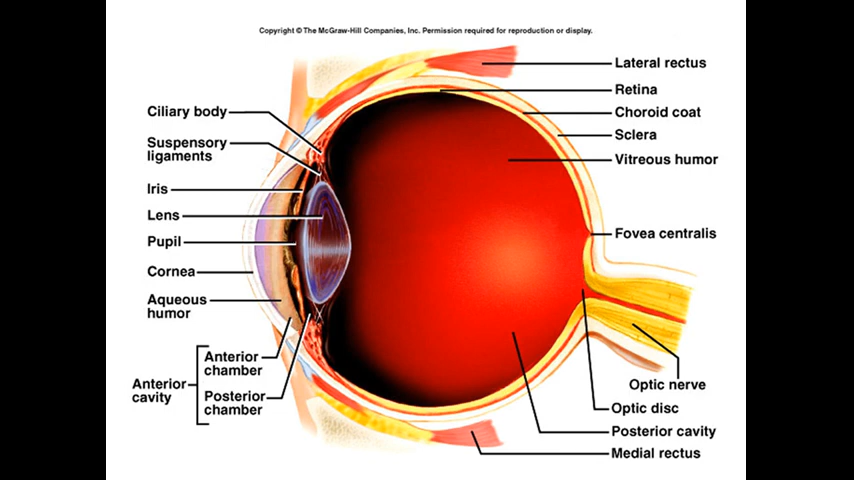 Copyright © The McGraw-Hill Companies, Inc. Permission required for reproduction or display.
Ciliary body
Suspensory
ligaments
Iris
Lens
Pupil
Cornea
Aqueous
humor
Anterior
cavity
Anterior
chamber
Posterior
chamber
Lateral rectus
Retina
Choroid coat
Sclera
Vitreous humor
Fovea centralis
Optic nerve
Optic disc
Posterior cavity
Medial rectus